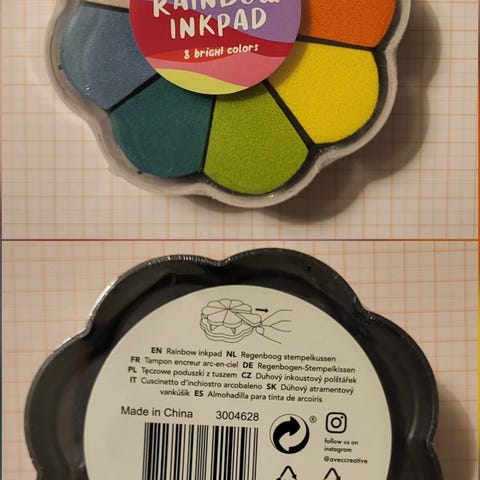 RAINBOW
INKPAD
8 bright colors
EN Rainbow inkpad NL Regenboog stempelkussen
FR Tampon encreur arc-en-ciel DE Regenbogen-Stempelkissen
PL Tęczowe poduszki z tuszem CZ Duhový inkoustový polštářek
IT Cuscinetto d'inchiostro arcobaleno SK Dúhový atramentový
vankúšik ES Almohadilla para tinta de arcoiris
Made in China 3004628
®
follow us on
instagram
@aveccreative